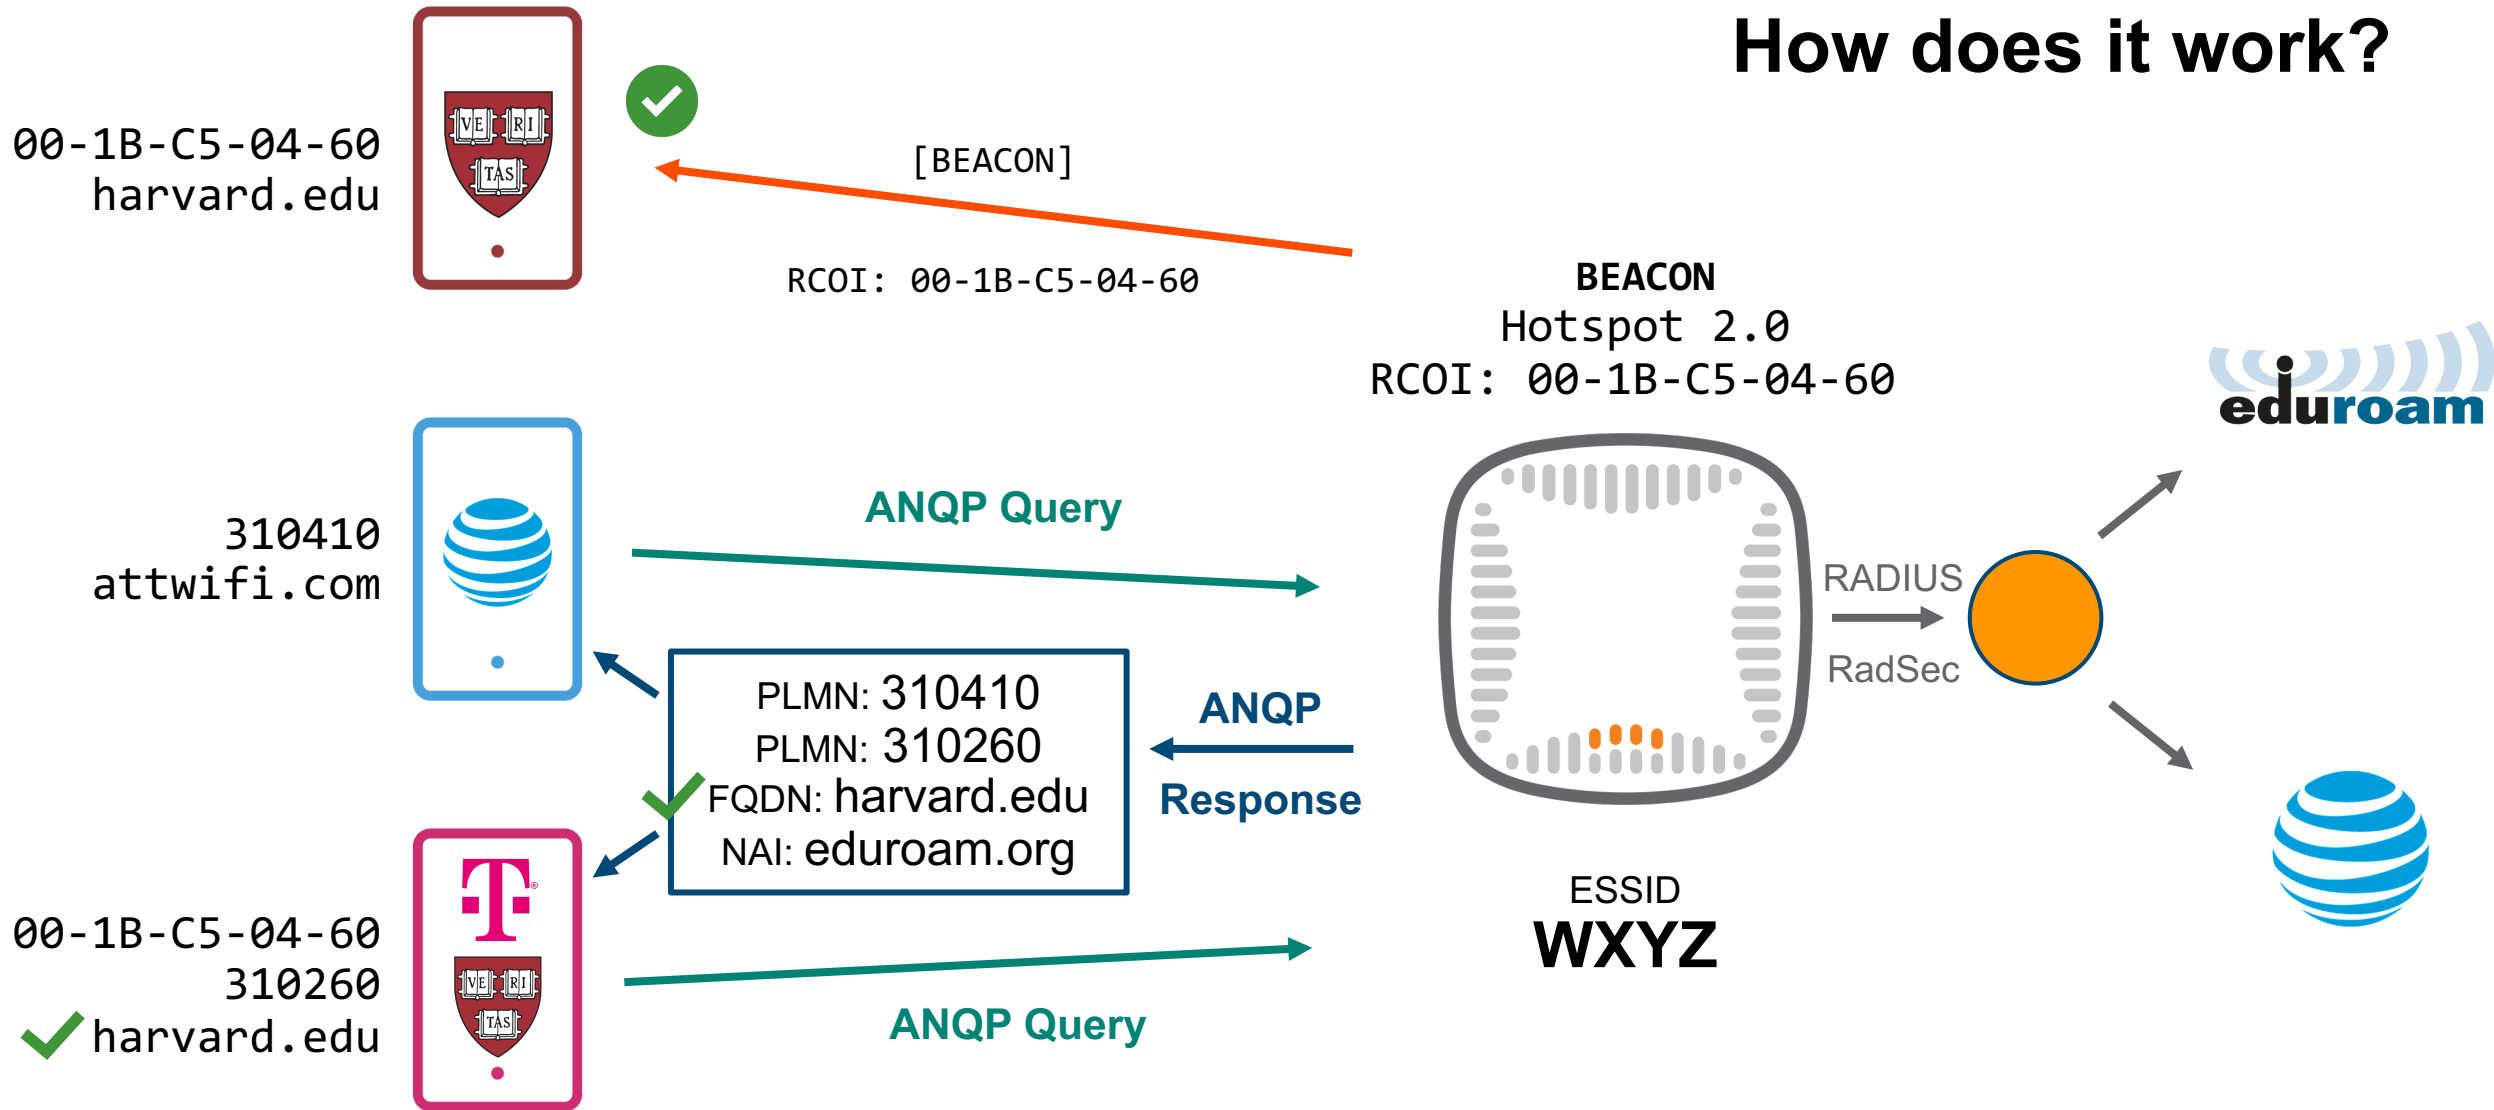 How does it work?
00-1B-C5-04-60
harvard.edu
VE RI
TAS
[BEACON]
RCOI: 00-1B-C5-04-60
BEACON
Hotspot 2.0
RCOI: 00-1B-C5-04-60
eduroam
310410
attwifi.com
ANQP Query
RADIUS
RadSec
PLMN: 310410
PLMN: 310260
FQDN: harvard.edu
NAI: eduroam.org
ANQP
Response
ESSID
WXYZ
00-1B-C5-04-60
310260
harvard.edu
T®
VE RI
TAS
ANQP Query